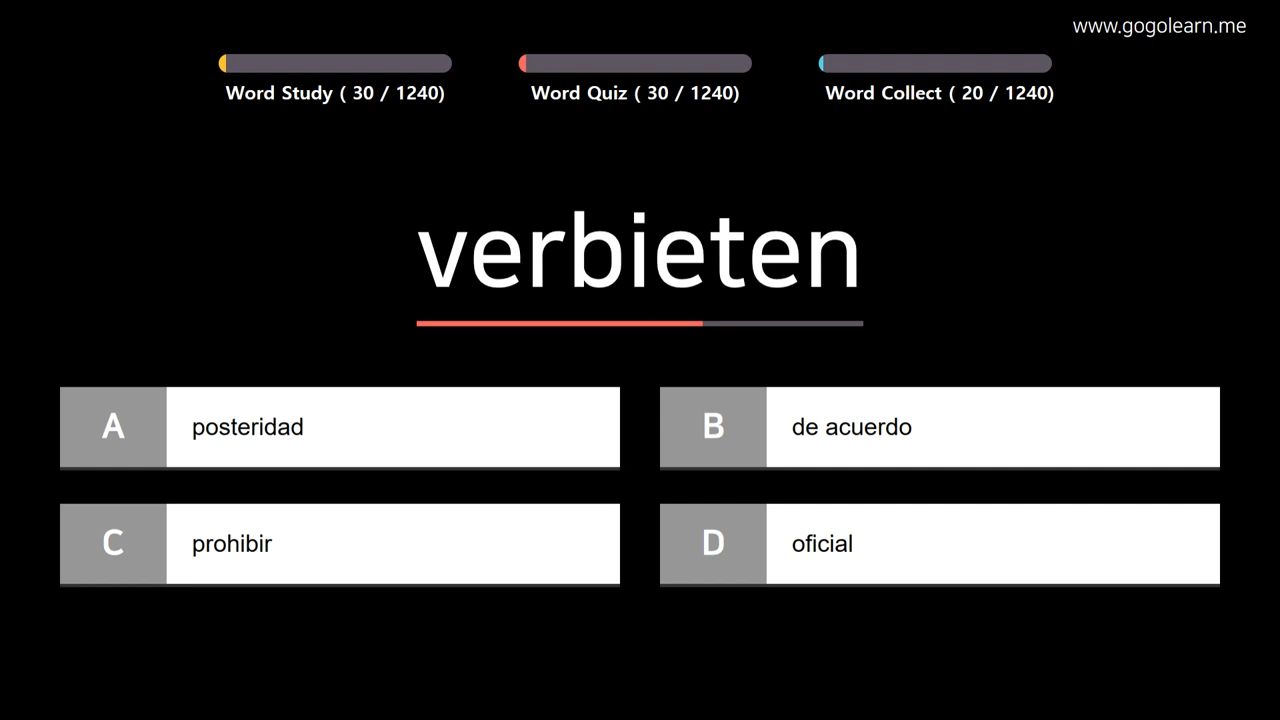 www.gogolearn.me
Word Study ( 30 / 1240)
Word Quiz ( 30 / 1240)
Word Collect ( 20 / 1240)
verbieten
A posteridad
B de acuerdo
C prohibir
D oficial